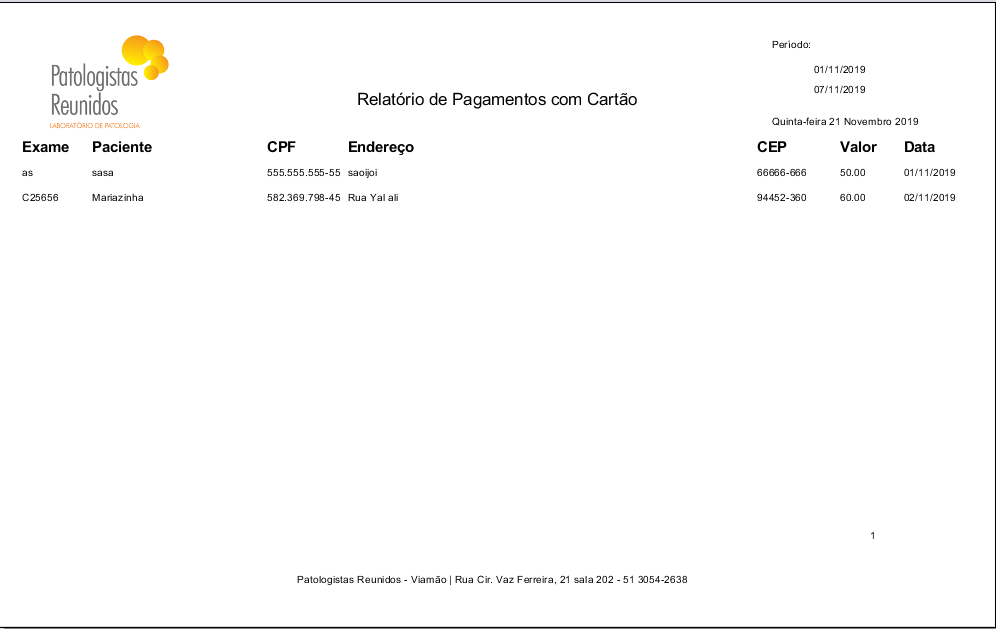 Patologistas
Reunidos
LABORATÓRIO DE PATOLOGIA
Período:
01/11/2019
07/11/2019
Relatório de Pagamentos com Cartão
Quinta-feira 21 Novembro 2019
Exame Paciente CPF Endereço CEP Valor Data
as sasa 555.555.555-55 saoijoi 66666-666 50.00 01/11/2019
C25656 Mariazinha 582.369.798-45 Rua Yal ali 94452-360 60.00 02/11/2019
1
Patologistas Reunidos - Viamão | Rua Cir. Vaz Ferreira, 21 sala 202 - 51 3054-2638